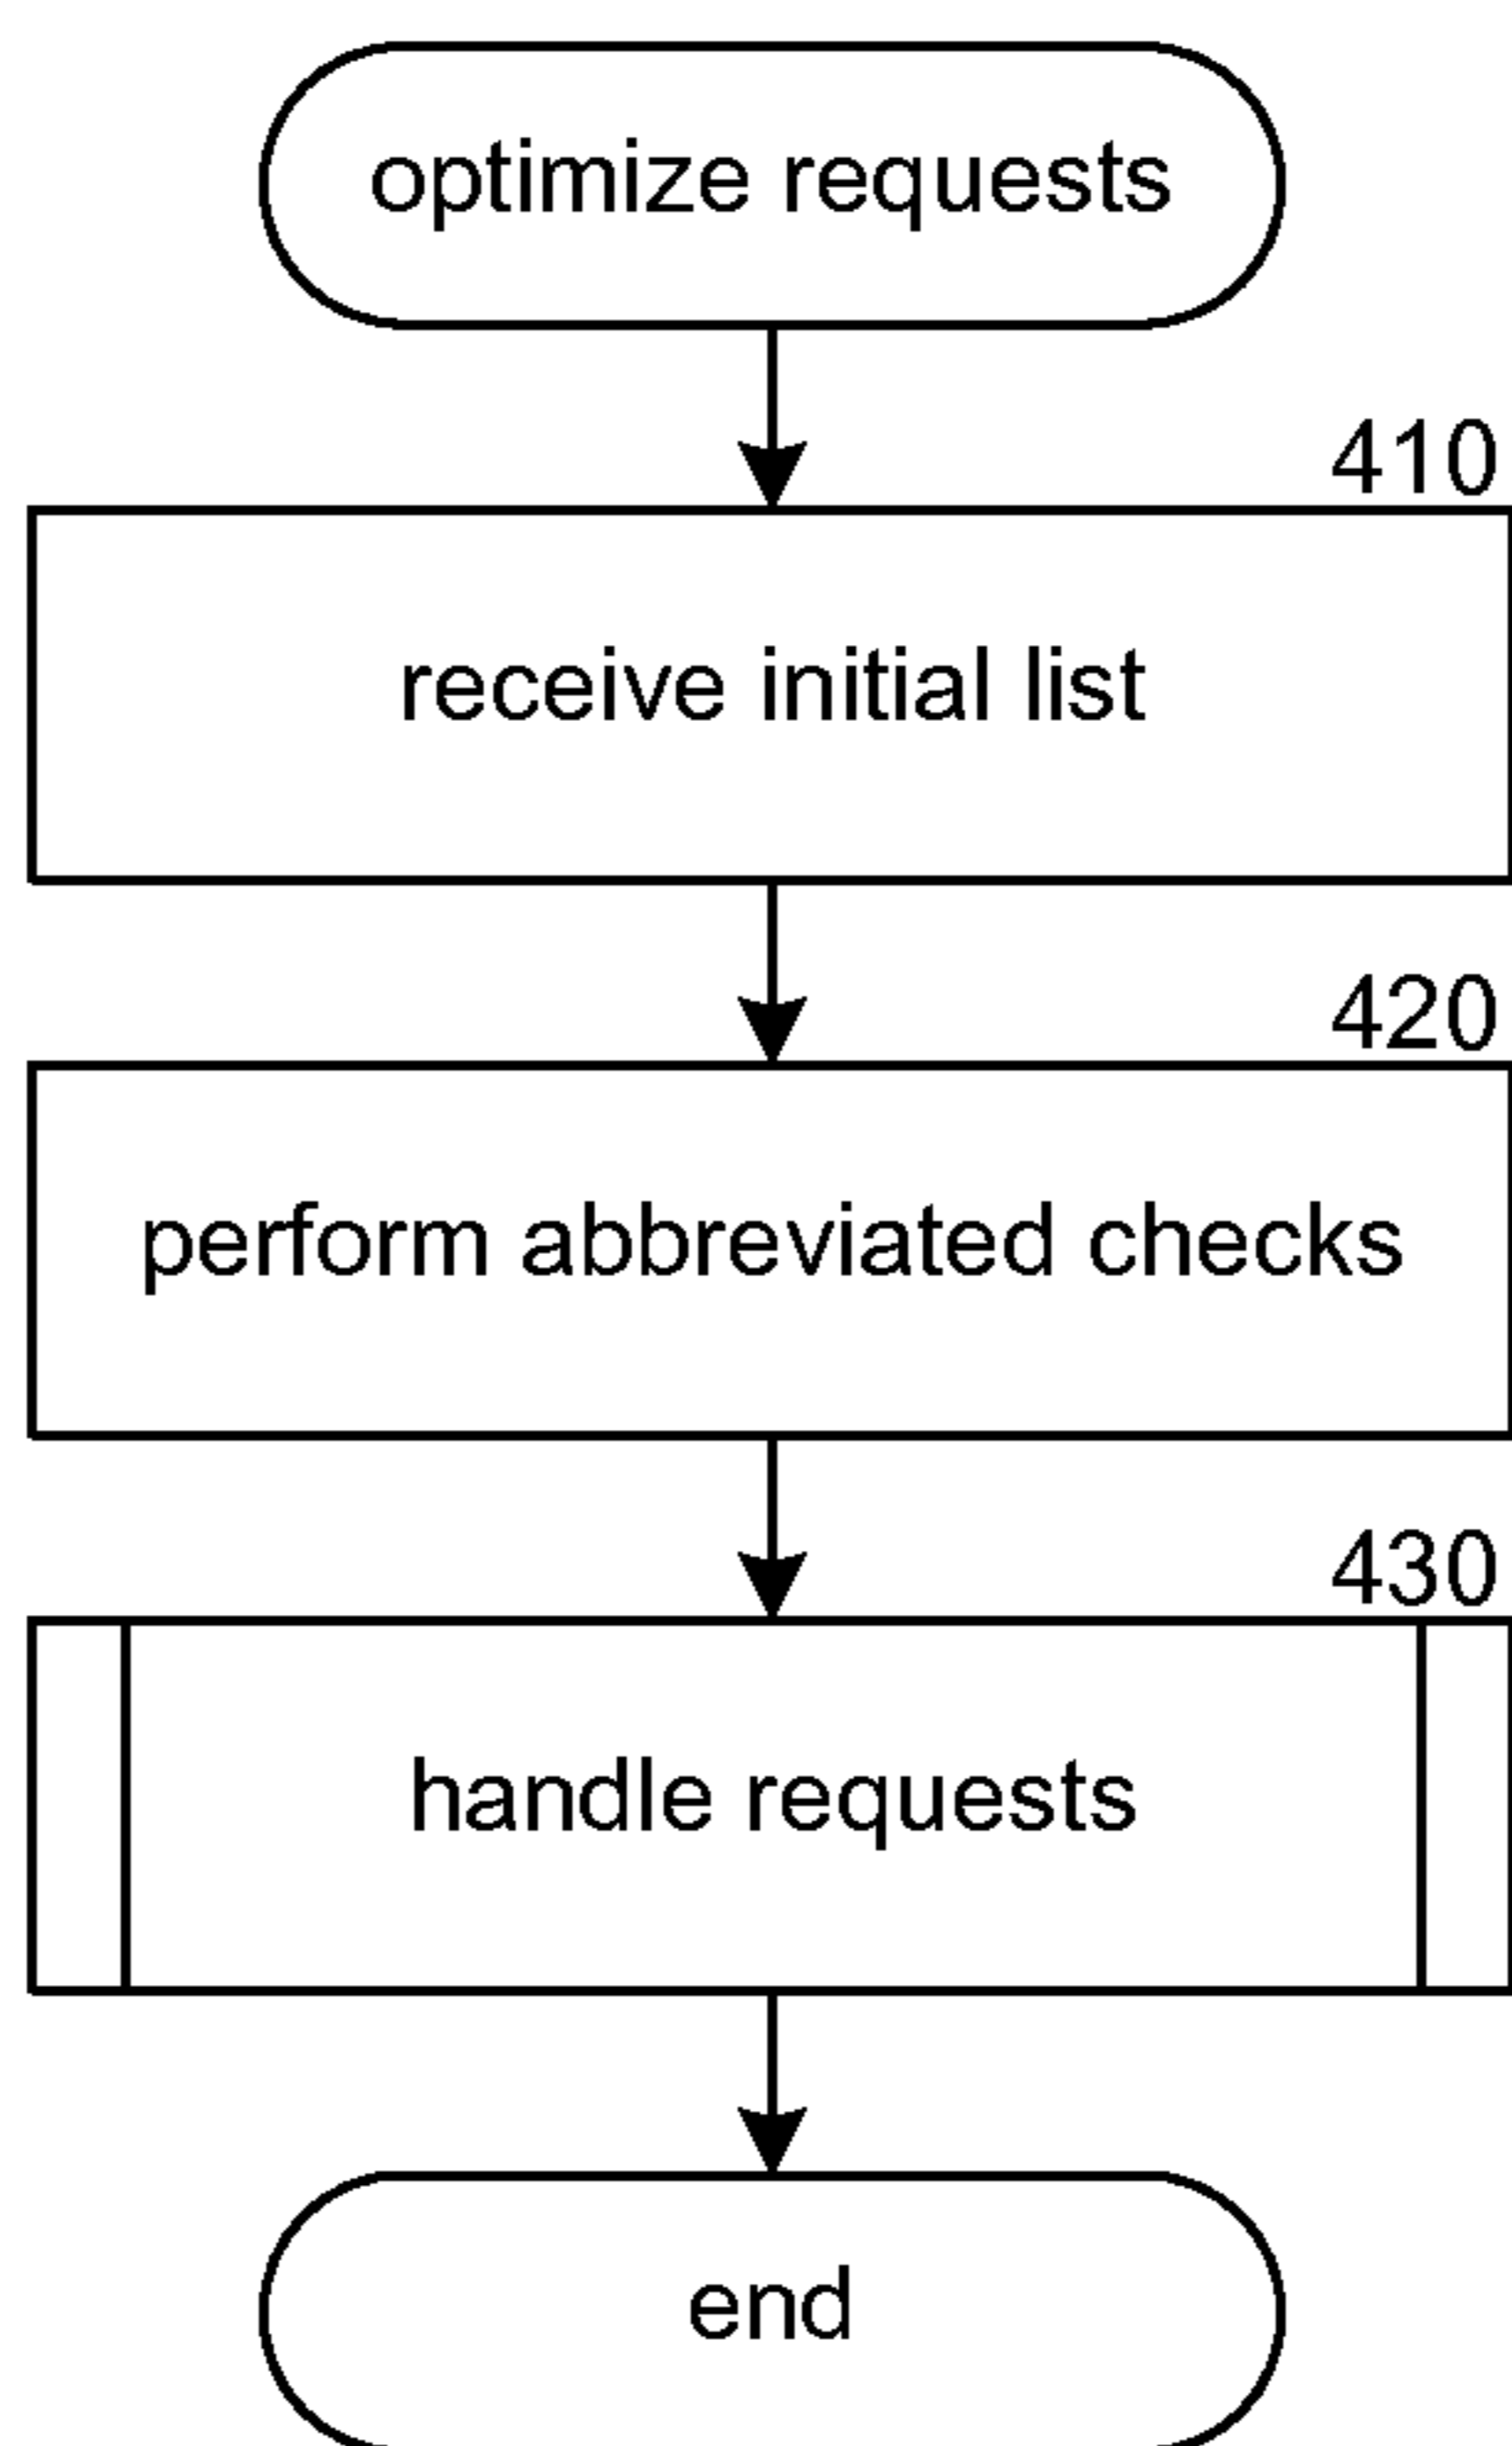 optimize requests
410
receive initial list
420
perform abbreviated checks
430
handle requests
end